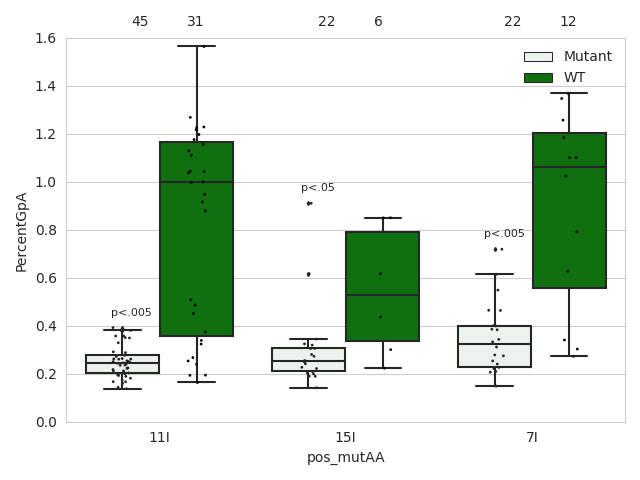 45 31 22 6 22 12
1.6
Mutant
WT
1.4
1.2
1.0
0.8
0.6
0.4
0.2
0.0
PercentGpA
p<.005
p<.05
p<.005
11I 15I 7I
pos_mutAA